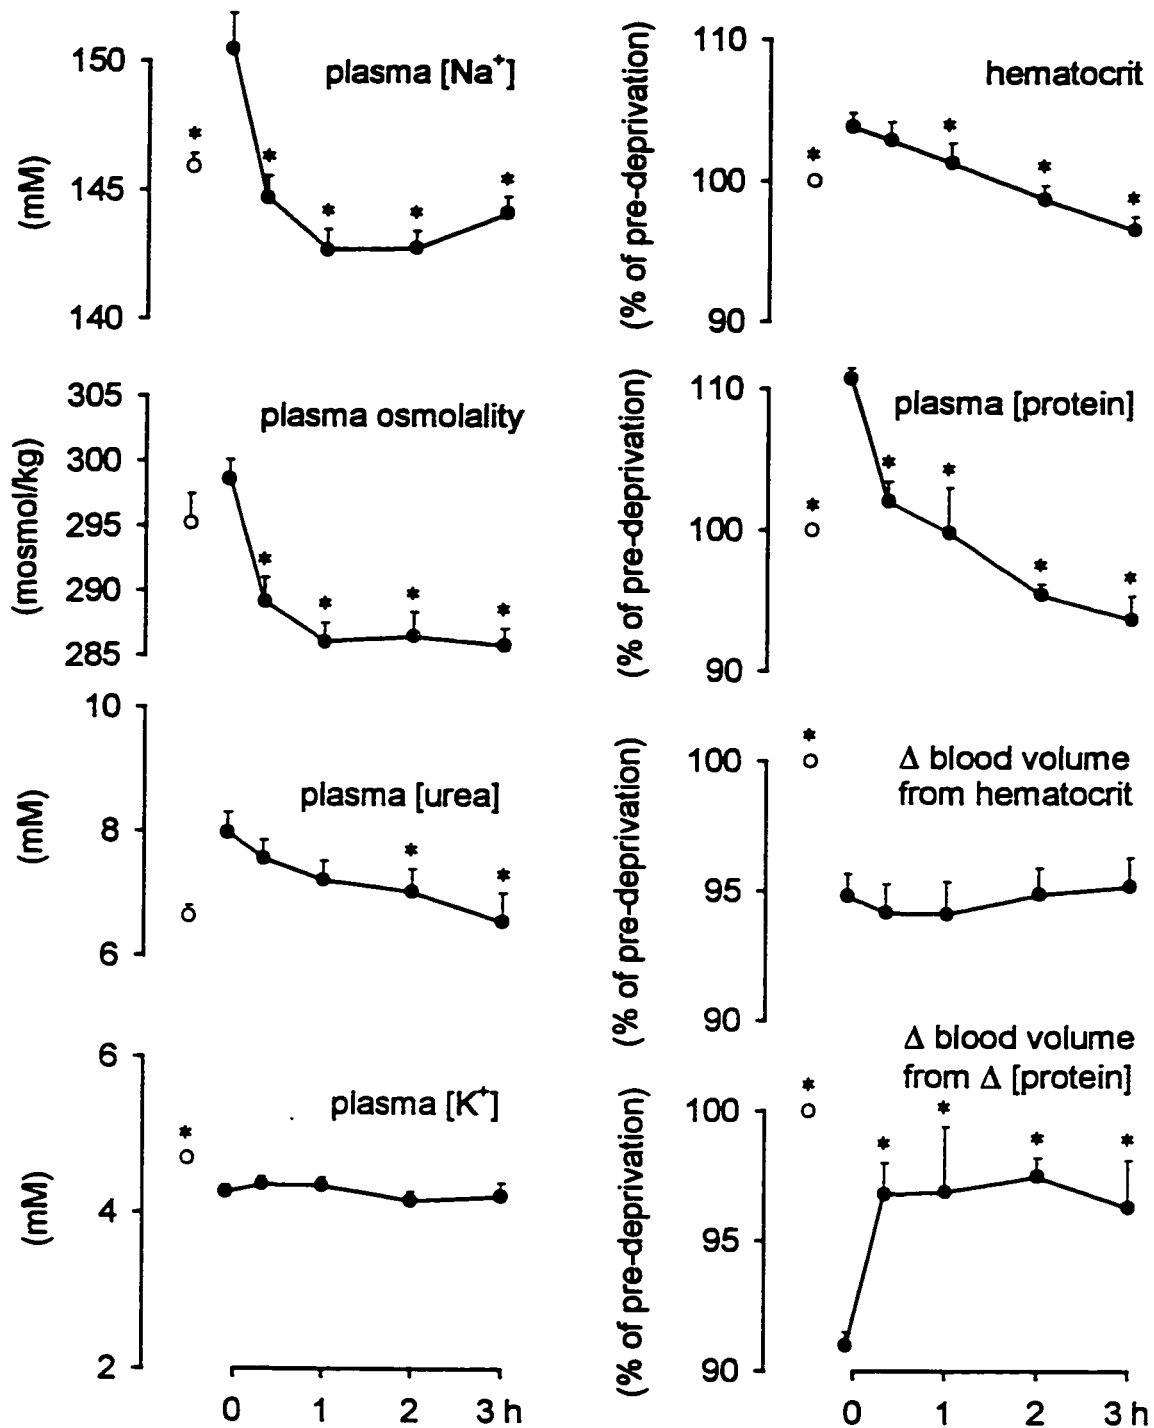 150
145
140
(mM)
plasma [Na+]
*
*
*
*
*
305
300
295
290
285
(mosmol/kg)
plasma osmolality
*
*
*
*
10
8
6
(mM)
plasma [urea]
*
*
6
4
2
(mM)
plasma [K+]
*
0 1 2 3 h
110
100
90
(% of pre-deprivation)
hematocrit
*
*
*
*
110
100
90
(% of pre-deprivation)
plasma [protein]
*
*
*
*
*
100
95
90
(% of pre-deprivation)
Δ blood volume
from hematocrit
*
100
95
90
(% of pre-deprivation)
Δ blood volume
from Δ [protein]
*
*
*
*
*
0 1 2 3 h